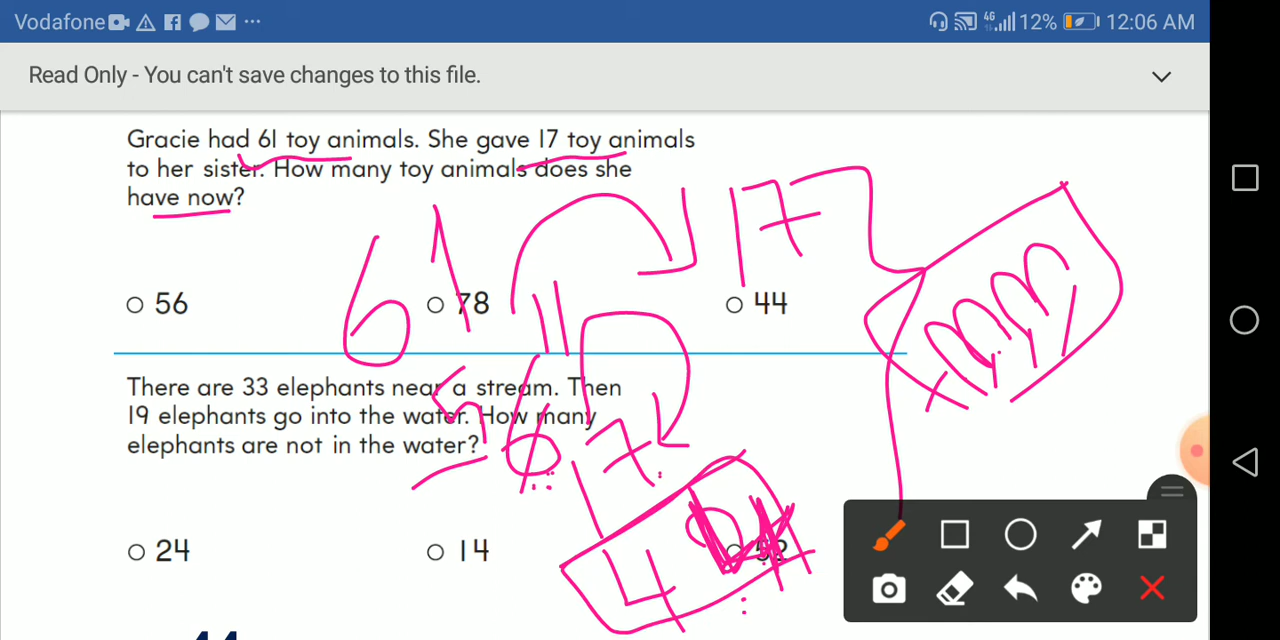 Vodafone 4G 12% 12:06 AM
Read Only - You can't save changes to this file.
Gracie had 61 toy animals. She gave 17 toy animals
to her sister. How many toy animals does she
have now?
61 17
56 78 44
There are 33 elephants near a stream. Then
19 elephants go into the water. How many
elephants are not in the water?
24 14 52
44